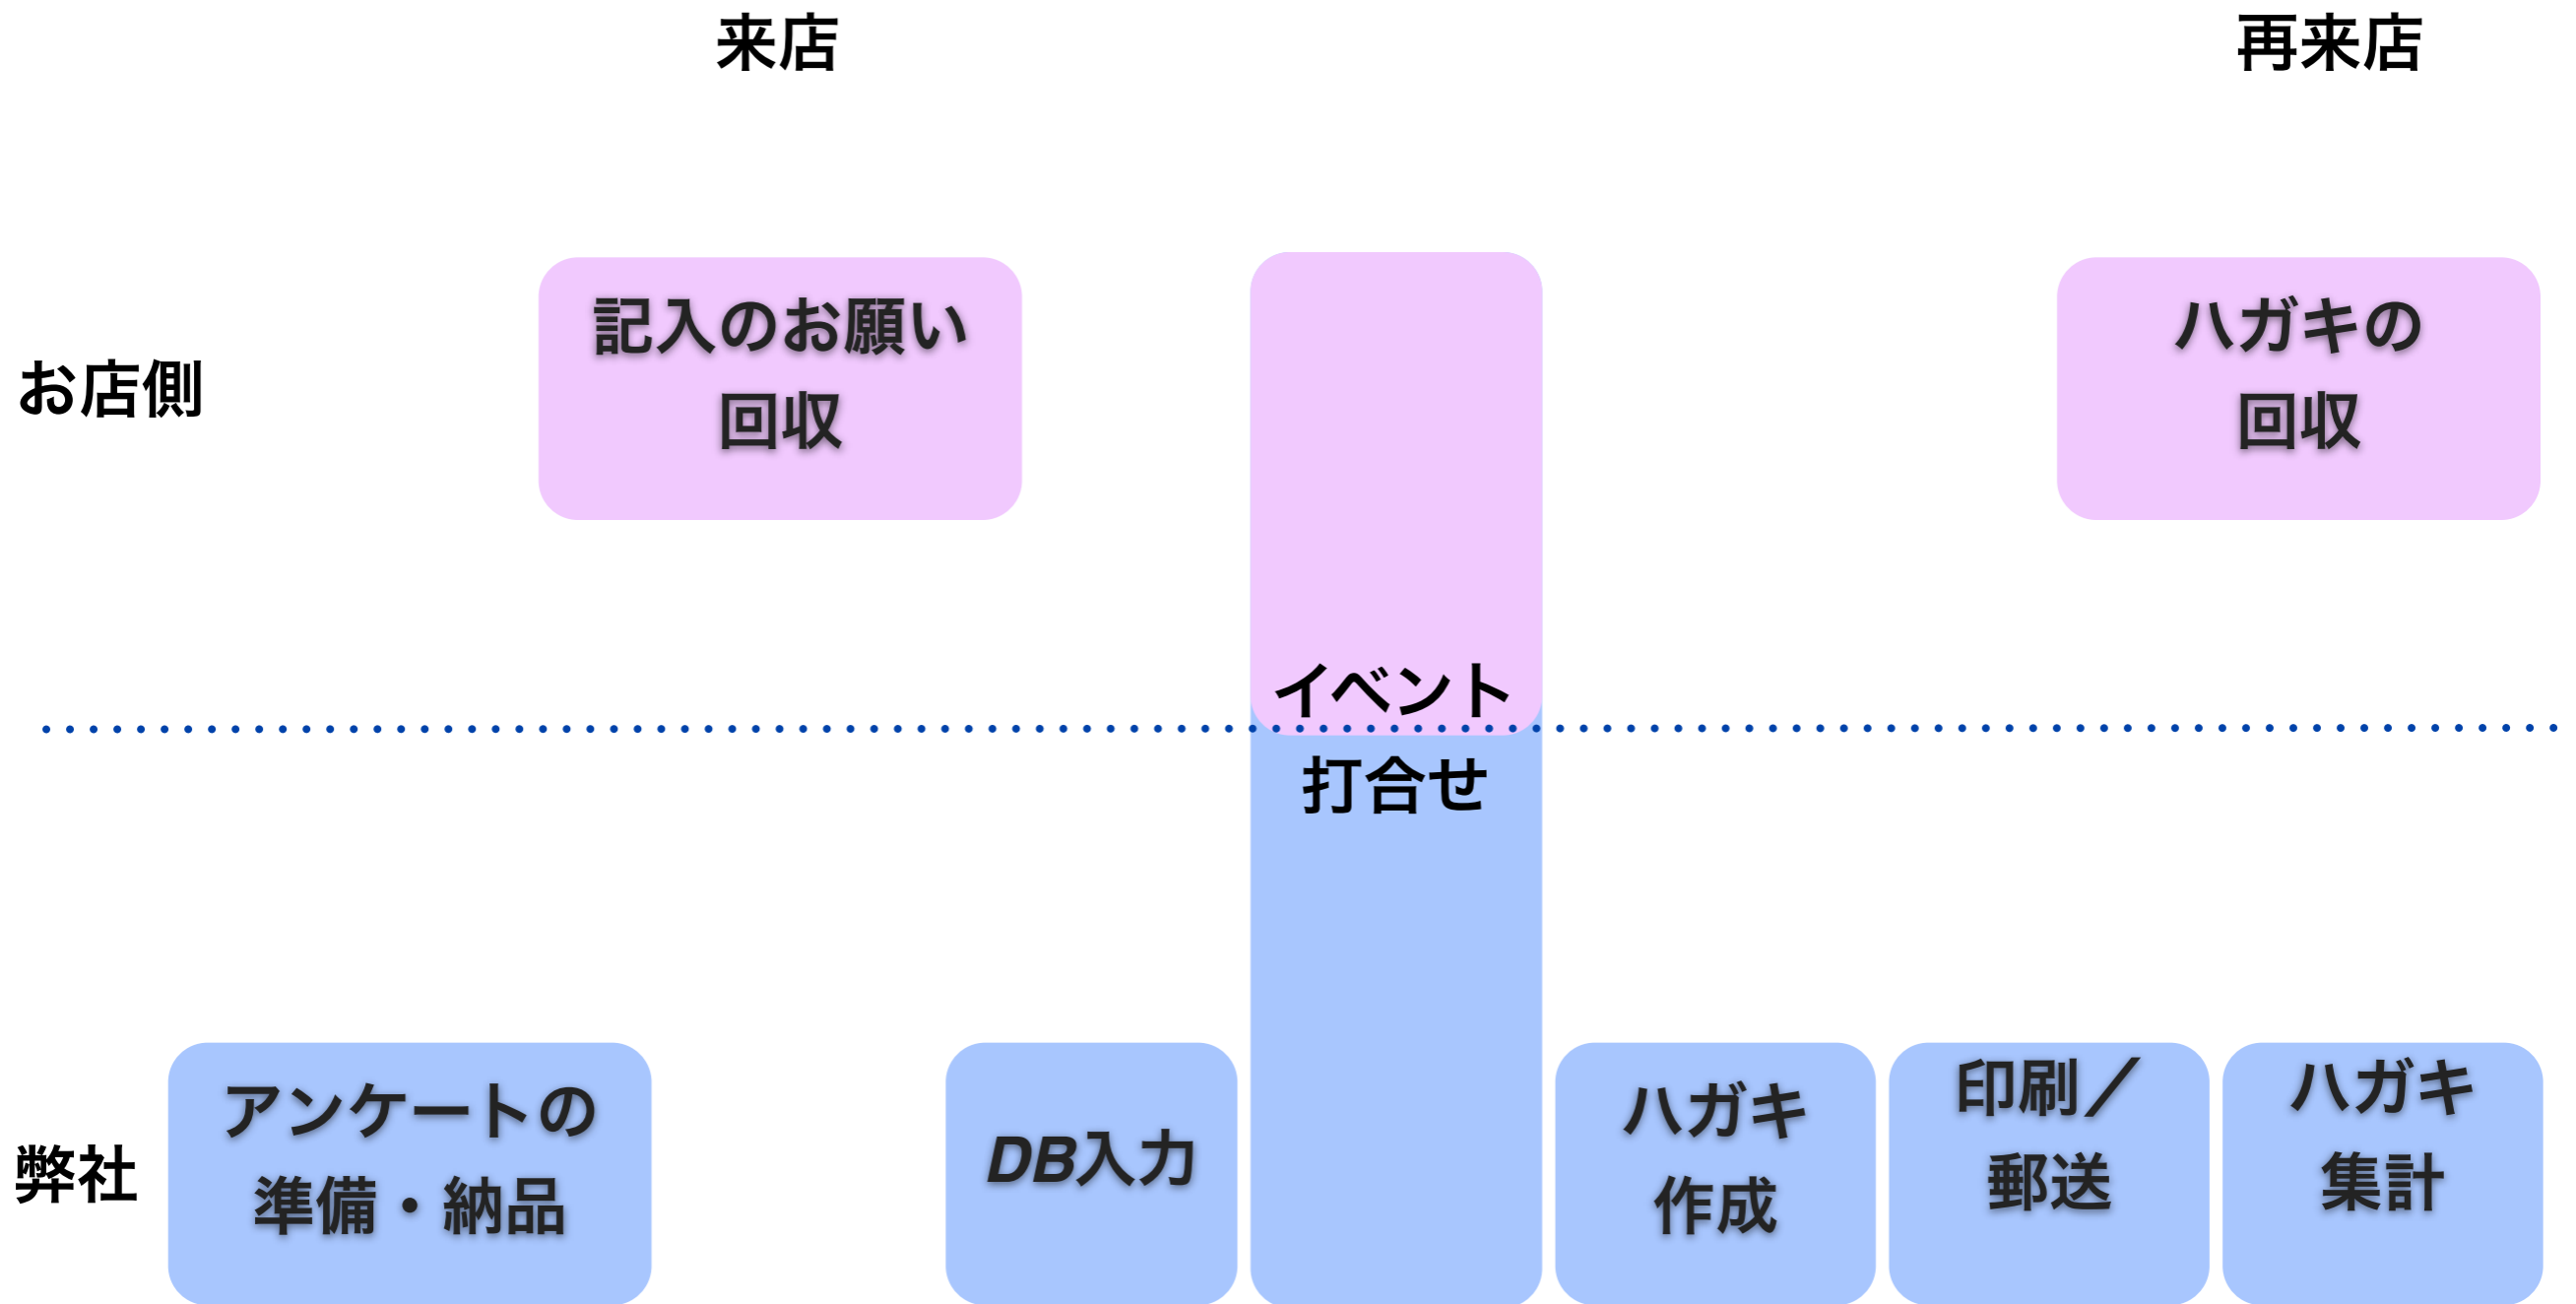 来店
再来店
お店側
記入のお願い
回収
ハガキの
回収
イベント
打合せ
弊社
アンケートの
準備・納品
DB入力
ハガキ
作成
印刷／
郵送
ハガキ
集計